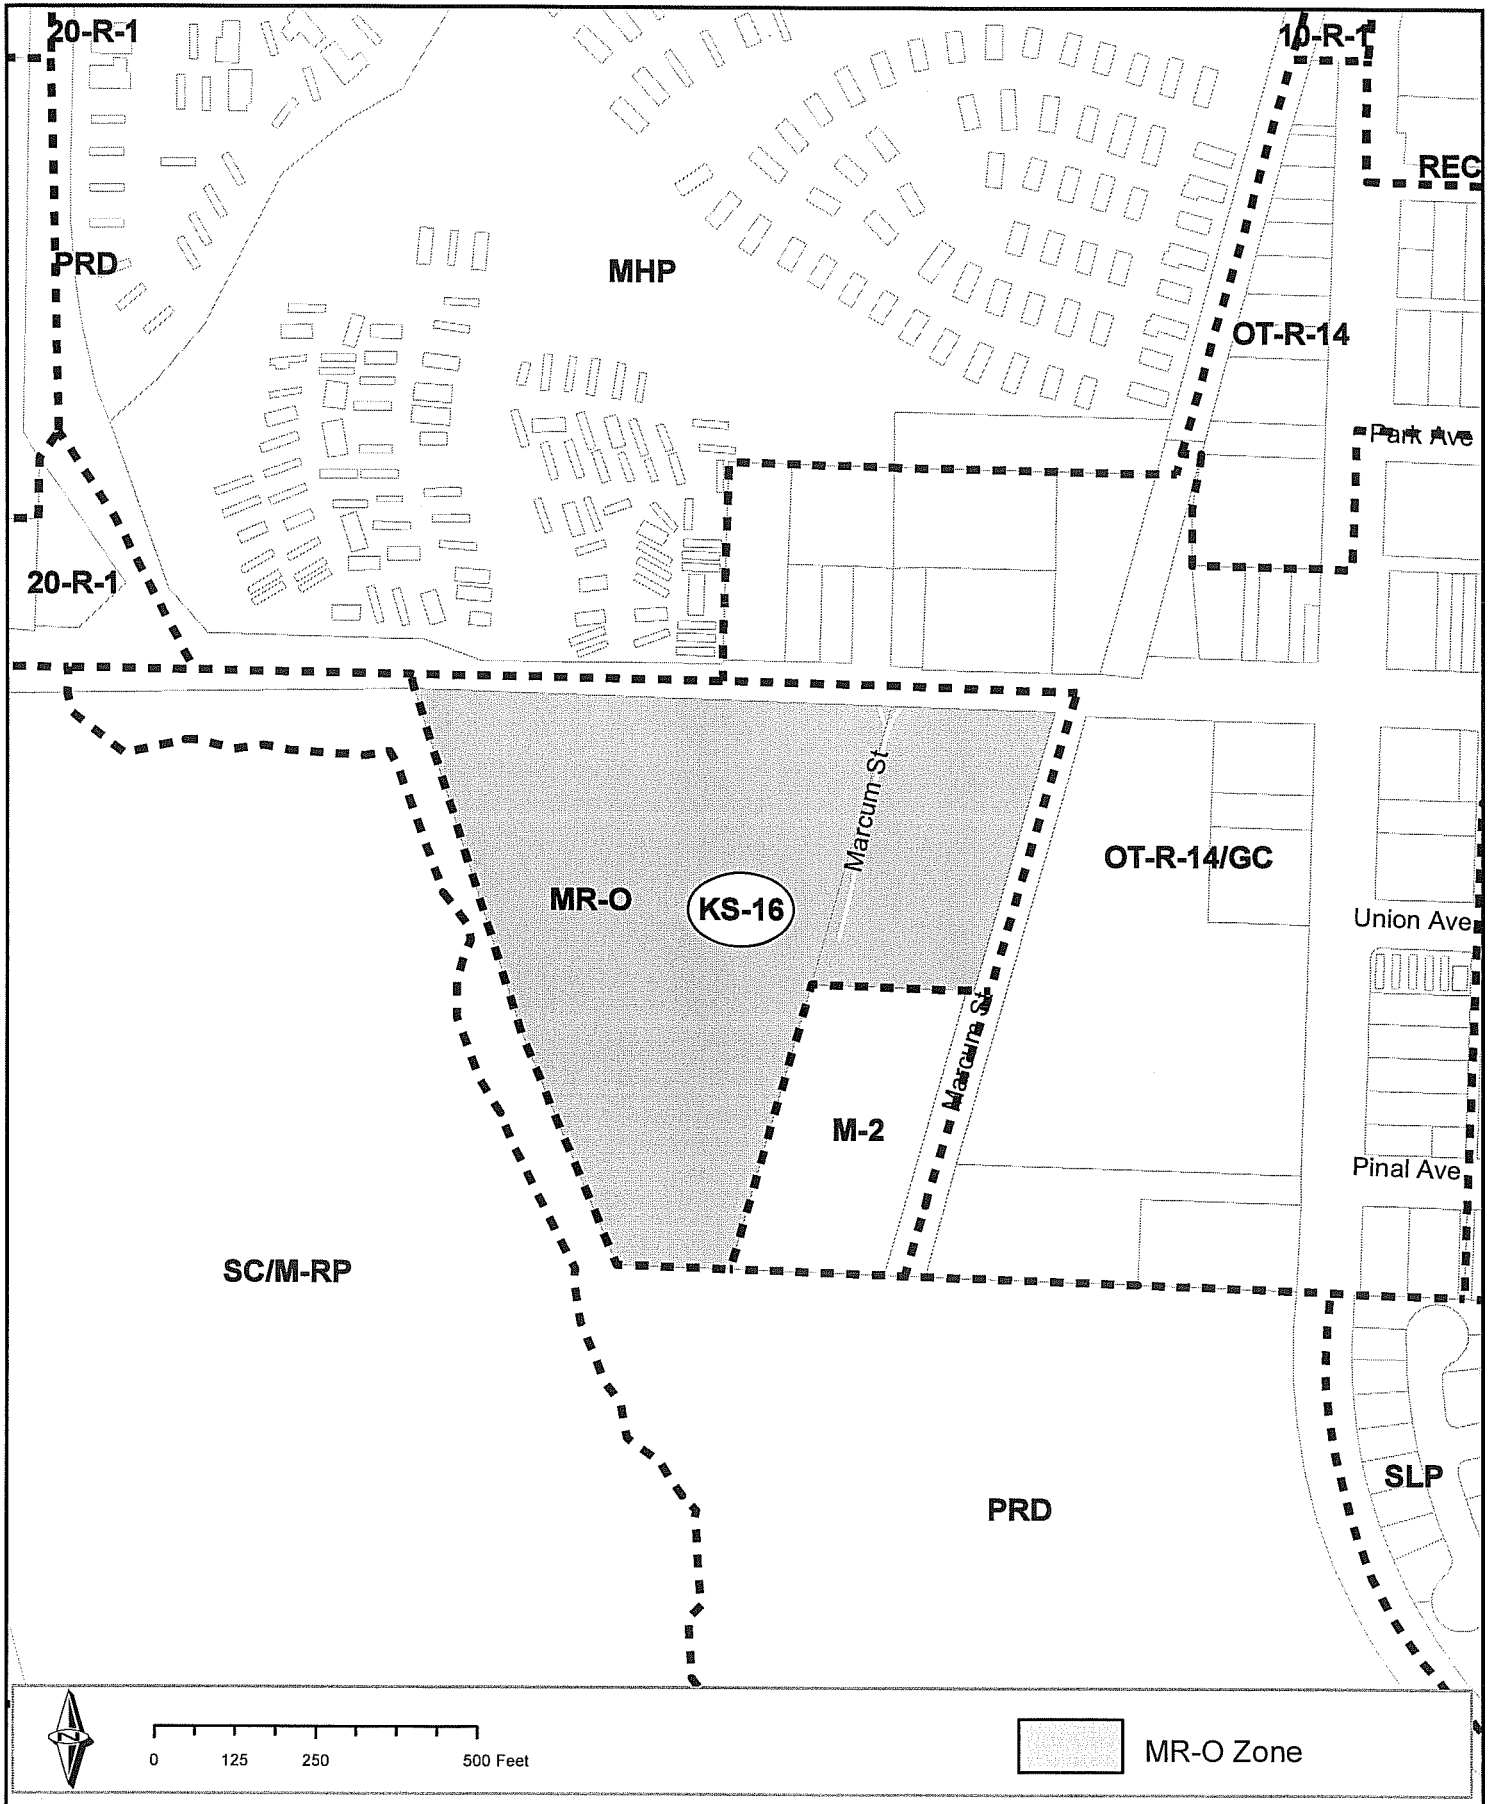 20-R-1
10-R-1
REC
PRD
MHP
OT-R-14
Park Ave
20-R-1
Marcum St
OT-R-14/GC
MR-O
KS-16
Union Ave
Marcum St
M-2
Pinal Ave
SC/M-RP
SLP
PRD
N
0 125 250 500 Feet
MR-O Zone